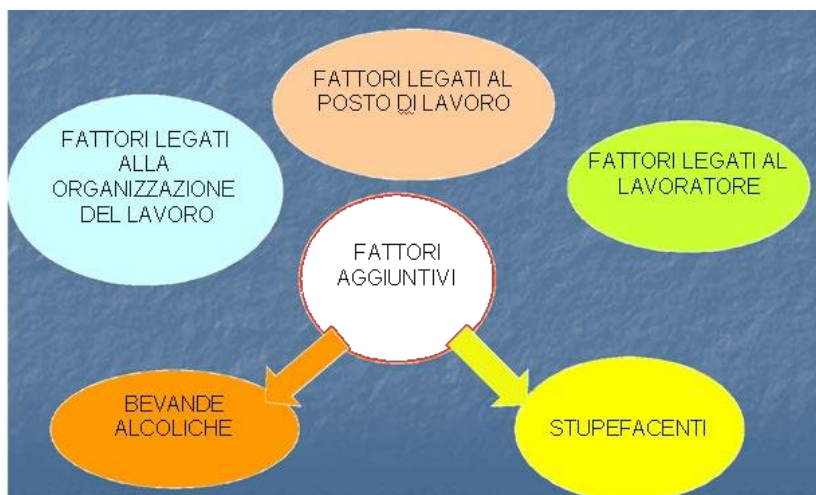 FATTORI LEGATI AL
POSTO DI LAVORO
FATTORI LEGATI
ALLA
ORGANIZZAZIONE
DEL LAVORO
FATTORI LEGATI AL
LAVORATORE
FATTORI
AGGIUNTIVI
BEVANDE
ALCOLICHE
STUPEFACENTI